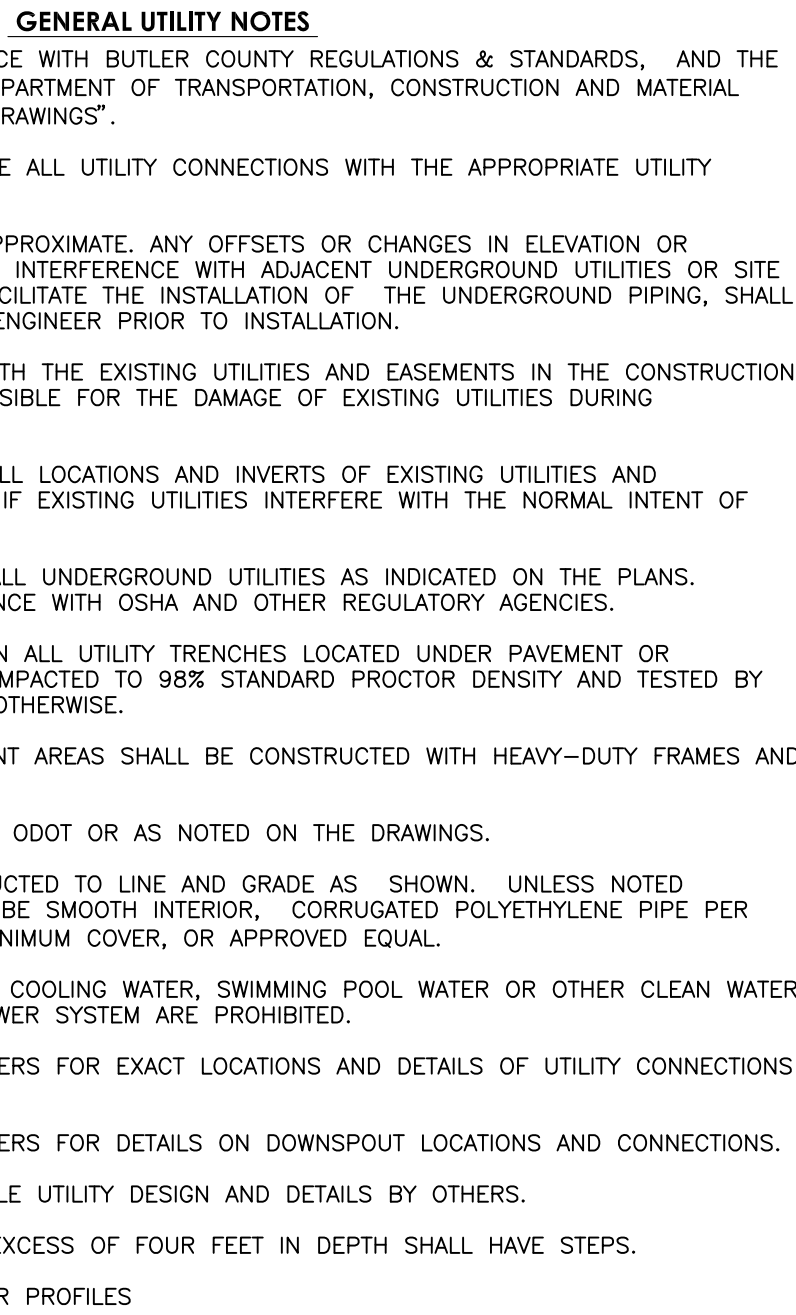 GENERAL UTILITY NOTES
CE WITH BUTLER COUNTY REGULATIONS & STANDARDS, AND THE
PARTMENT OF TRANSPORTATION, CONSTRUCTION AND MATERIAL
RAWINGS”.
E ALL UTILITY CONNECTIONS WITH THE APPROPRIATE UTILITY
PPROXIMATE. ANY OFFSETS OR CHANGES IN ELEVATION OR
INTERFERENCE WITH ADJACENT UNDERGROUND UTILITIES OR SITE
CILITATE THE INSTALLATION OF THE UNDERGROUND PIPING, SHALL
ENGINEER PRIOR TO INSTALLATION.
TH THE EXISTING UTILITIES AND EASEMENTS IN THE CONSTRUCTION
SIBLE FOR THE DAMAGE OF EXISTING UTILITIES DURING
LL LOCATIONS AND INVERTS OF EXISTING UTILITIES AND
IF EXISTING UTILITIES INTERFERE WITH THE NORMAL INTENT OF
ALL UNDERGROUND UTILITIES AS INDICATED ON THE PLANS.
NCE WITH OSHA AND OTHER REGULATORY AGENCIES.
N ALL UTILITY TRENCHES LOCATED UNDER PAVEMENT OR
MPACTED TO 98% STANDARD PROCTOR DENSITY AND TESTED BY
OTHERWISE.
NT AREAS SHALL BE CONSTRUCTED WITH HEAVY-DUTY FRAMES AND
ODOT OR AS NOTED ON THE DRAWINGS.
UCTED TO LINE AND GRADE AS SHOWN. UNLESS NOTED
BE SMOOTH INTERIOR, CORRUGATED POLYETHYLENE PIPE PER
NIMUM COVER, OR APPROVED EQUAL.
COOLING WATER, SWIMMING POOL WATER OR OTHER CLEAN WATER
WER SYSTEM ARE PROHIBITED.
ERS FOR EXACT LOCATIONS AND DETAILS OF UTILITY CONNECTIONS
ERS FOR DETAILS ON DOWNSPOUT LOCATIONS AND CONNECTIONS.
LE UTILITY DESIGN AND DETAILS BY OTHERS.
EXCESS OF FOUR FEET IN DEPTH SHALL HAVE STEPS.
R PROFILES